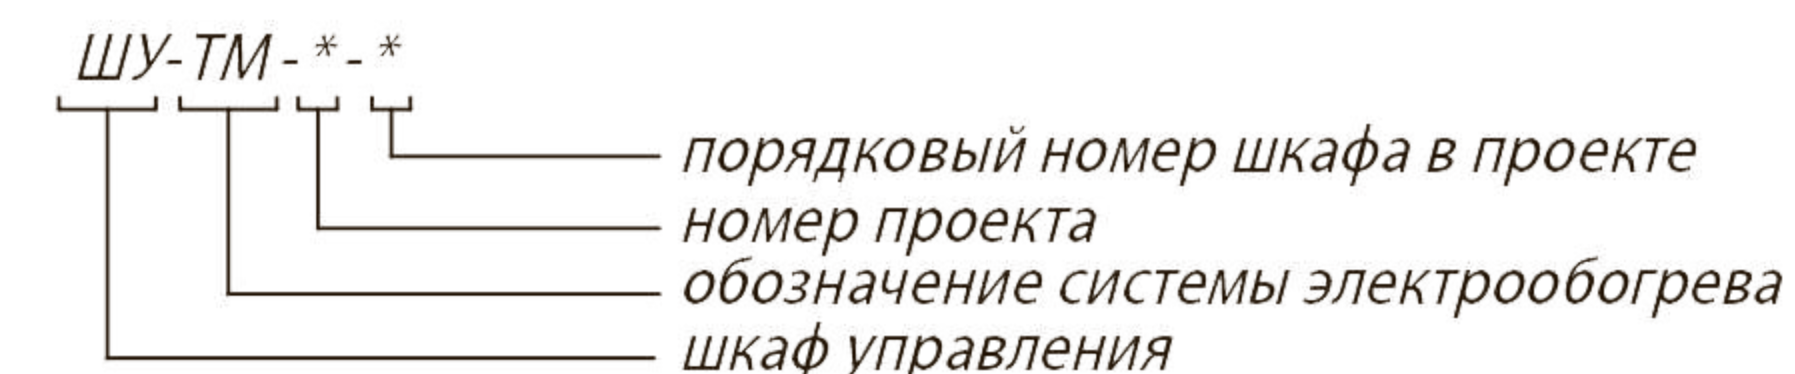 ШУ-ТМ-*-*
порядковый номер шкафа в проекте
номер проекта
обозначение системы электрообогрева
шкаф управления